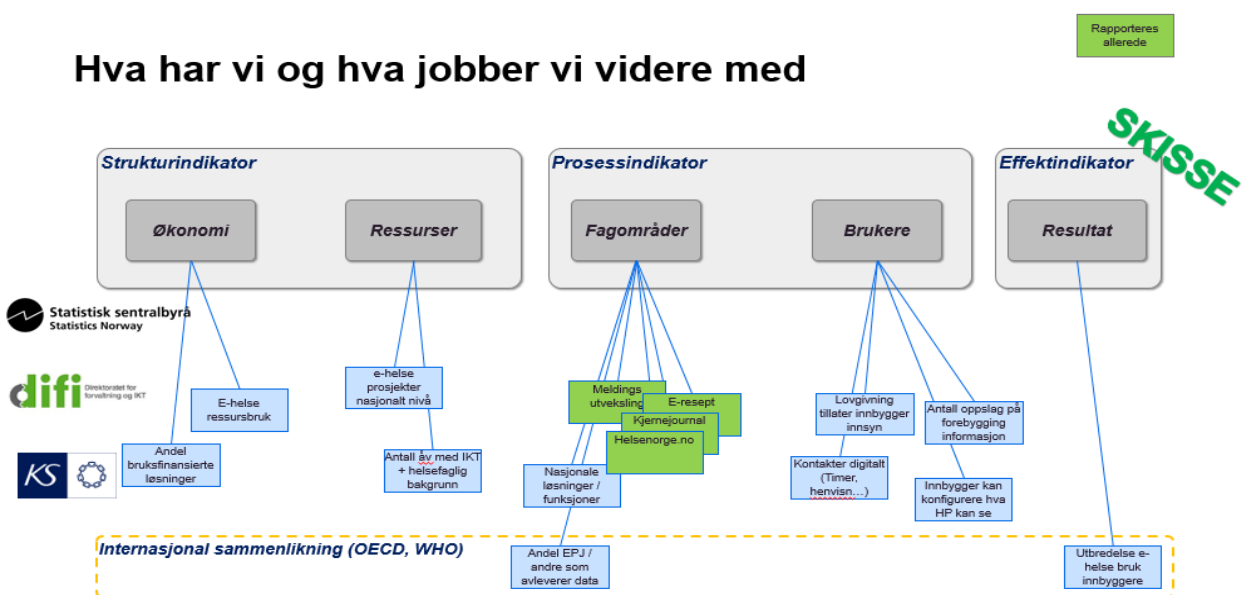 Rapporteres
allerede
Hva har vi og hva jobber vi videre med
SKISSE
Strukturindikator
Prosessindikator
Effektindikator
Økonomi
Ressurser
Fagområder
Brukere
Resultat
Statistisk sentralbyrå
Statistics Norway
difi
Direktoratet for
forvaltning og IKT
KS
E-helse
ressursbruk
Andel
bruksfinansierte
løsninger
e-helse
prosjekter
nasjonalt nivå
Antall åv med IKT
+ helsefaglig
bakgrunn
Meldings
utveksling
E-resept
Kjernejournal
Helsenorge.no
Nasjonale
løsninger /
funksjoner
Lovgivning
tillater innbygger
innsyn
Antall oppslag på
forebygging
informasjon
Kontakter digitalt
(Timer,
henvisn...)
Innbygger kan
konfigurere hva
HP kan se
Internasjonal sammenlikning (OECD, WHO)
Andel EPJ /
andre som
avleverer data
Utbredelse e-
helse bruk
innbyggere